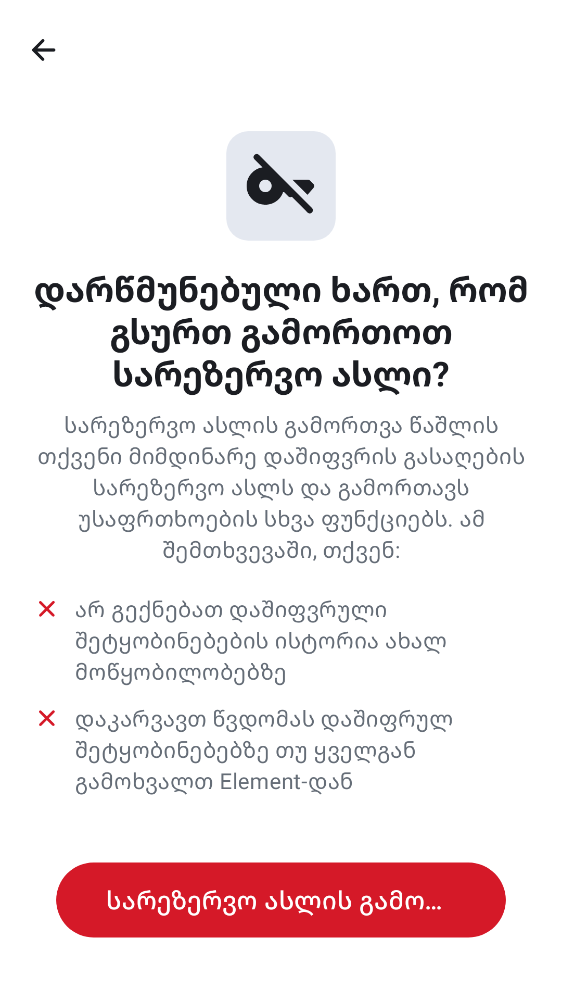 დარწმუნებული ხართ, რომ
გსურთ გამორთოთ
სარეზერვო ასლი?
სარეზერვო ასლის გამორთვა წაშლის
თქვენი მიმდინარე დაშიფვრის გასაღების
სარეზერვო ასლს და გამორთავს
უსაფრთხოების სხვა ფუნქციებს. ამ
შემთხვევაში, თქვენ:
არ გექნებათ დაშიფვრული
შეტყობინებების ისტორია ახალ
მოწყობილობებზე
დაკარვავთ წვდომას დაშიფრულ
შეტყობინებებზე თუ ყველგან
გამოხვალთ Element-დან
სარეზერვო ასლის გამო...